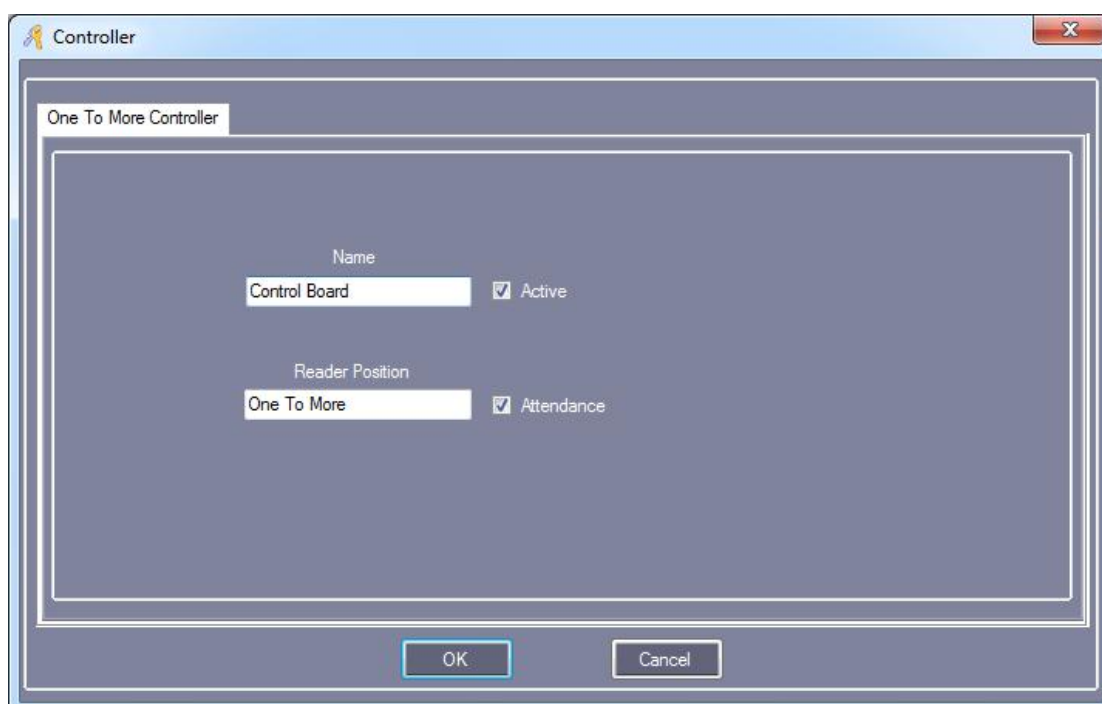 Controller
One To More Controller
Name
Control Board
Active
Reader Position
One To More
Attendance
OK
Cancel